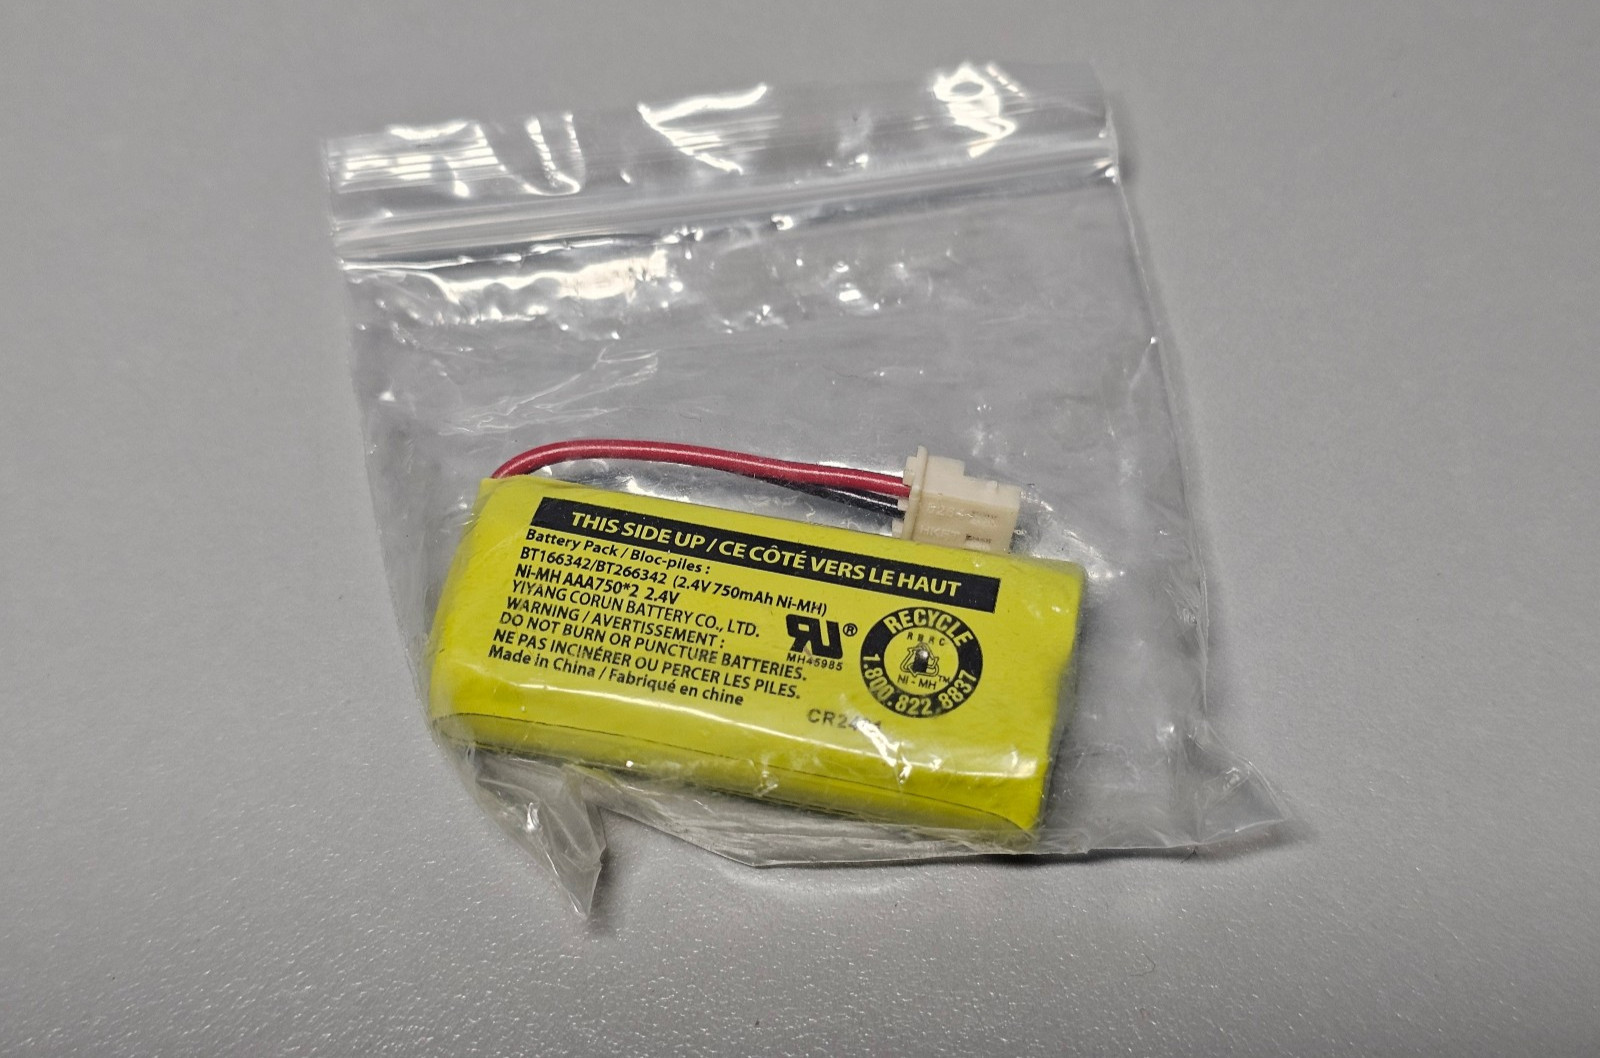 THIS SIDE UP / CE CÔTÉ VERS LE HAUT
Battery Pack / Bloc-piles :
BT166342/BT266342 (2.4V 750mAh Ni-MH)
Ni-MH AAA750*2 2.4V
YIYANG CORUN BATTERY CO., LTD.
WARNING / AVERTISSEMENT :
DO NOT BURN OR PUNCTURE BATTERIES.
NE PAS INCINÉRER OU PERCER LES PILES.
Made in China / Fabriqué en chine
RU®
MH45985
RECYCLE
RBRC
NI-MH™
1.800.822.8837